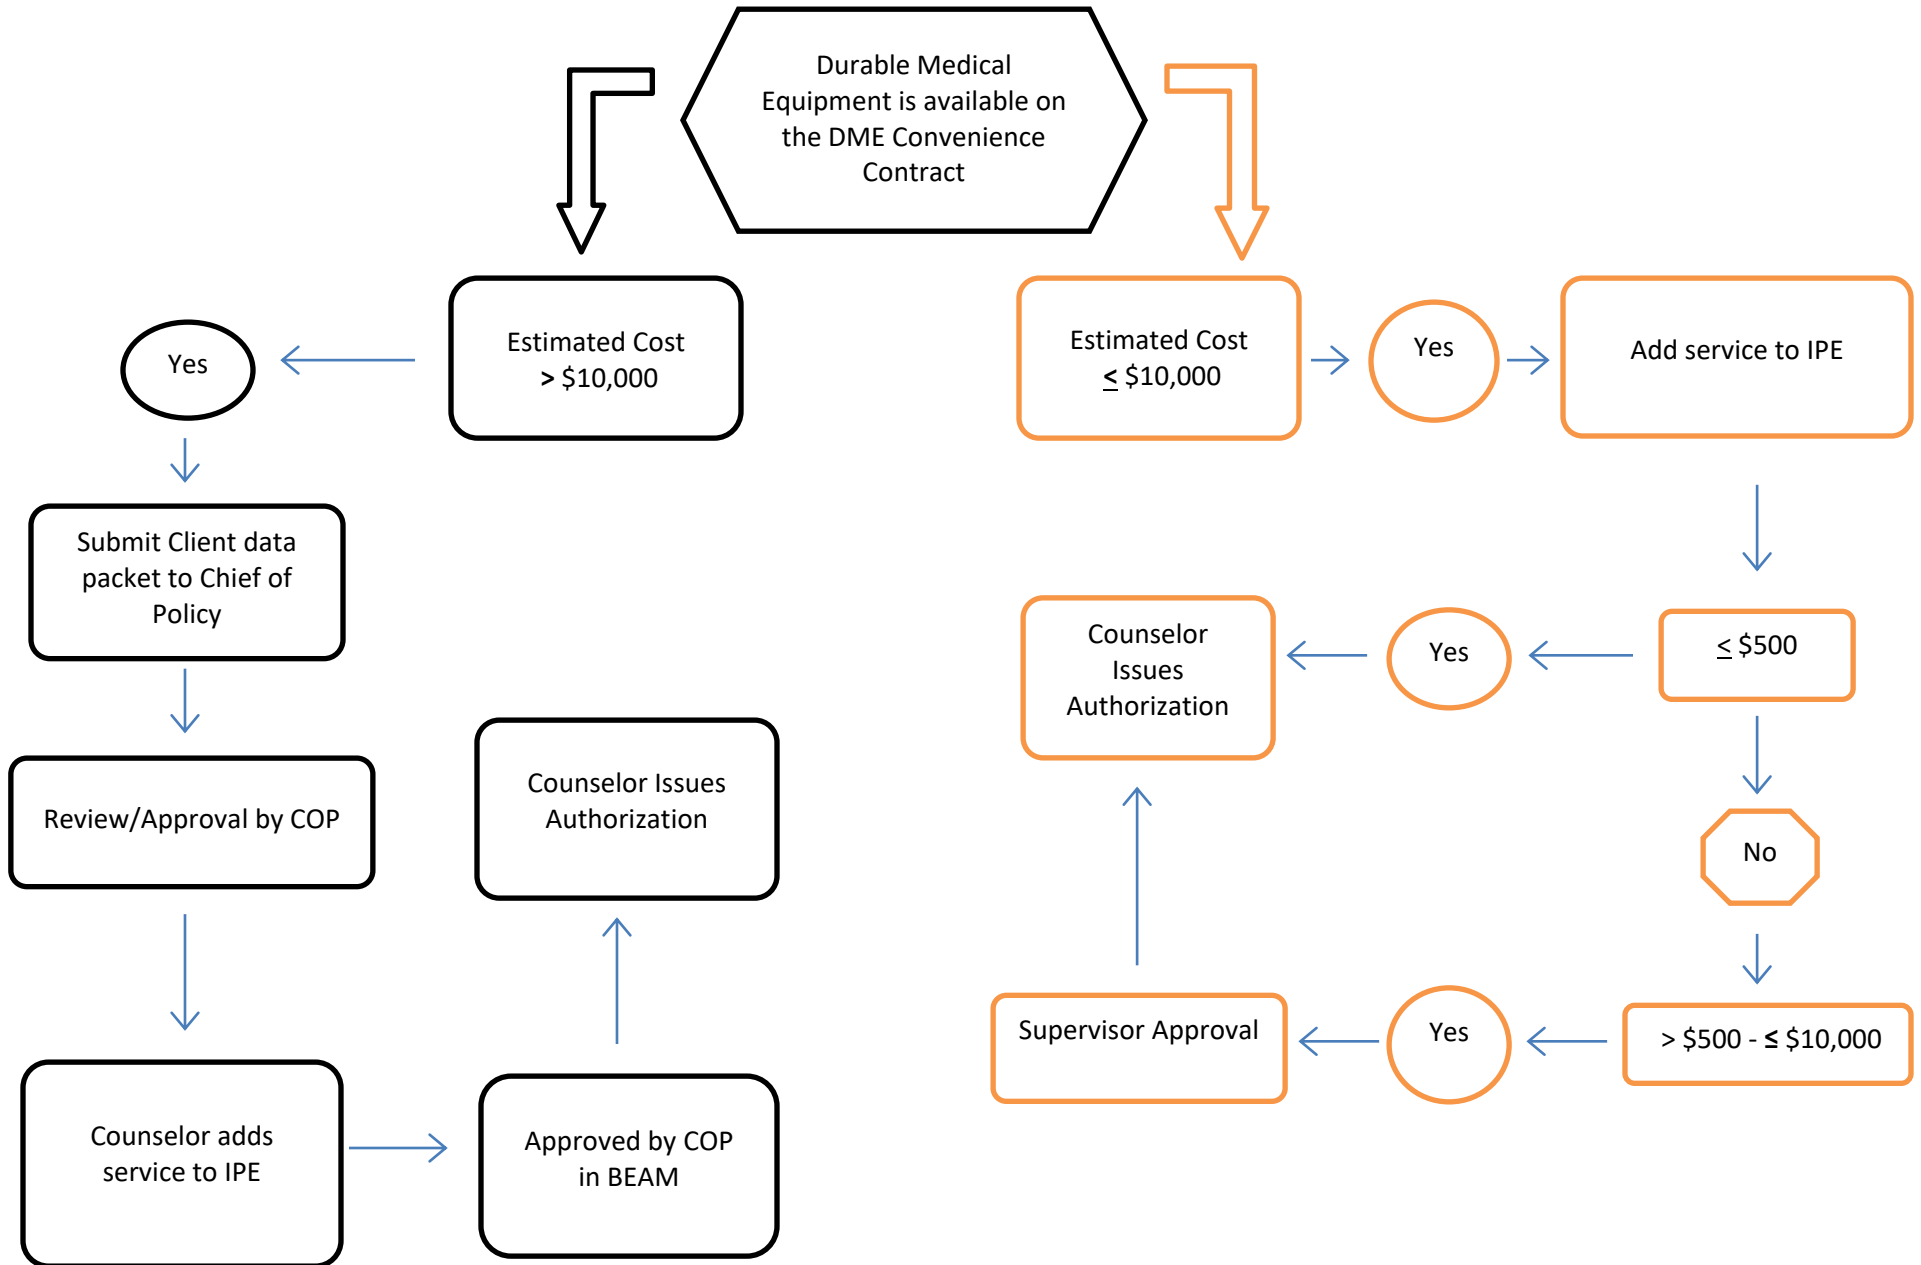 Durable Medical
Equipment is available on
the DME Convenience
Contract
Estimated Cost
> $10,000
Yes
Submit Client data
packet to Chief of
Policy
Review/Approval by COP
Counselor adds
service to IPE
Approved by COP
in BEAM
Counselor Issues
Authorization
Estimated Cost
≤ $10,000
Yes
Add service to IPE
≤ $500
Yes
Counselor
Issues
Authorization
No
> $500 - ≤ $10,000
Yes
Supervisor Approval